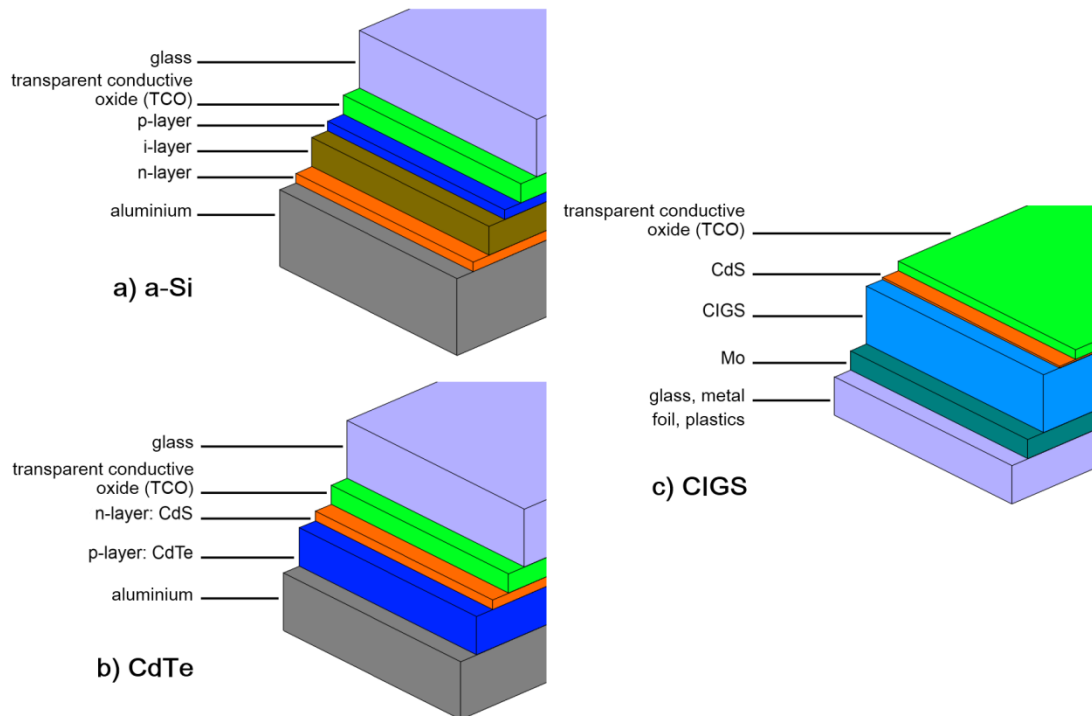 glass
transparent conductive
oxide (TCO)
p-layer
i-layer
n-layer
aluminium
a) a-Si
glass
transparent conductive
oxide (TCO)
n-layer: CdS
p-layer: CdTe
aluminium
b) CdTe
transparent conductive
oxide (TCO)
CdS
CIGS
Mo
glass, metal
foil, plastics
c) CIGS